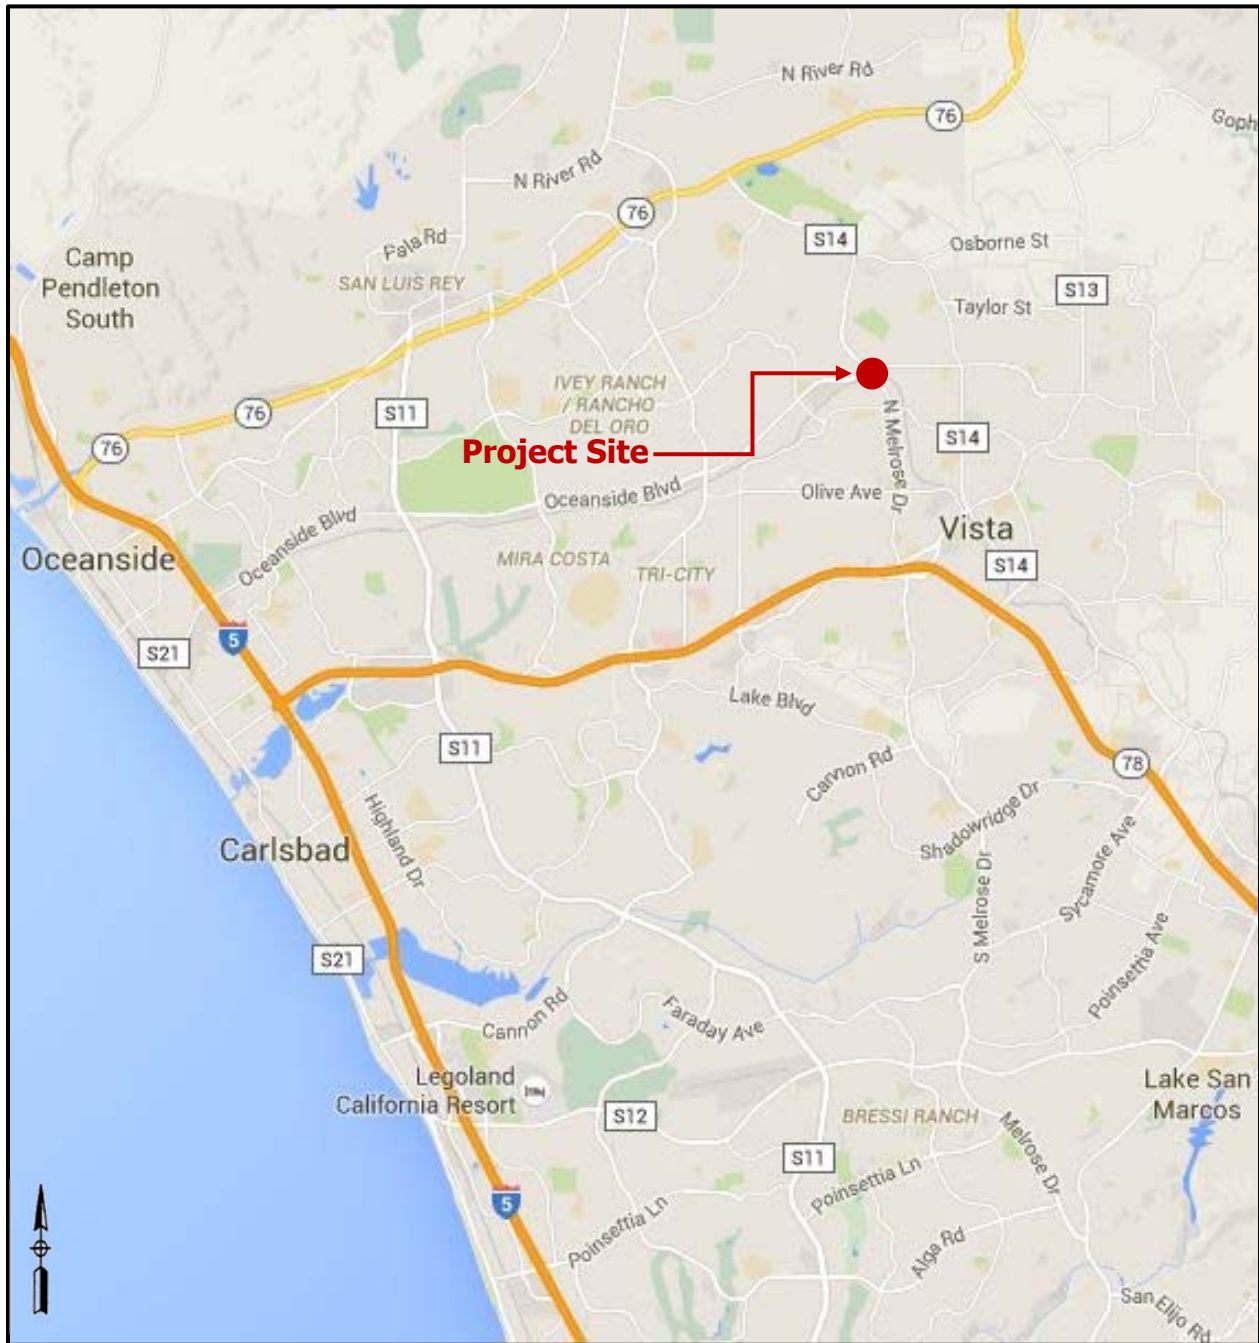 N River Rd
76
Goph
N River Rd
76
Pala Rd
S14
Osborne St
Camp
Pendleton
South
SAN LUIS REY
S13
Taylor St
IVEY RANCH
/ RANCHO
DEL ORO
76
S11
N Melrose Dr
S14
76
Project Site
Oceanside Blvd
Olive Ave
Oceanside Blvd
Vista
Oceanside
MIRA COSTA
TRI-CITY
S14
5
S21
Lake Blvd
S11
78
Cannon Rd
Highland Dr
Shadowridge Dr
Carlsbad
Sycamore Ave
S Melrose Dr
S21
Poinsettia Ave
Cannon Rd
Faraday Ave
Legoland
California Resort
Lake San
Marcos
S12
BRESSI RANCH
Melrose Dr
S11
Poinsettia Ln
5
Poinsettia Ln
Alga Rd
San Elijo Rd